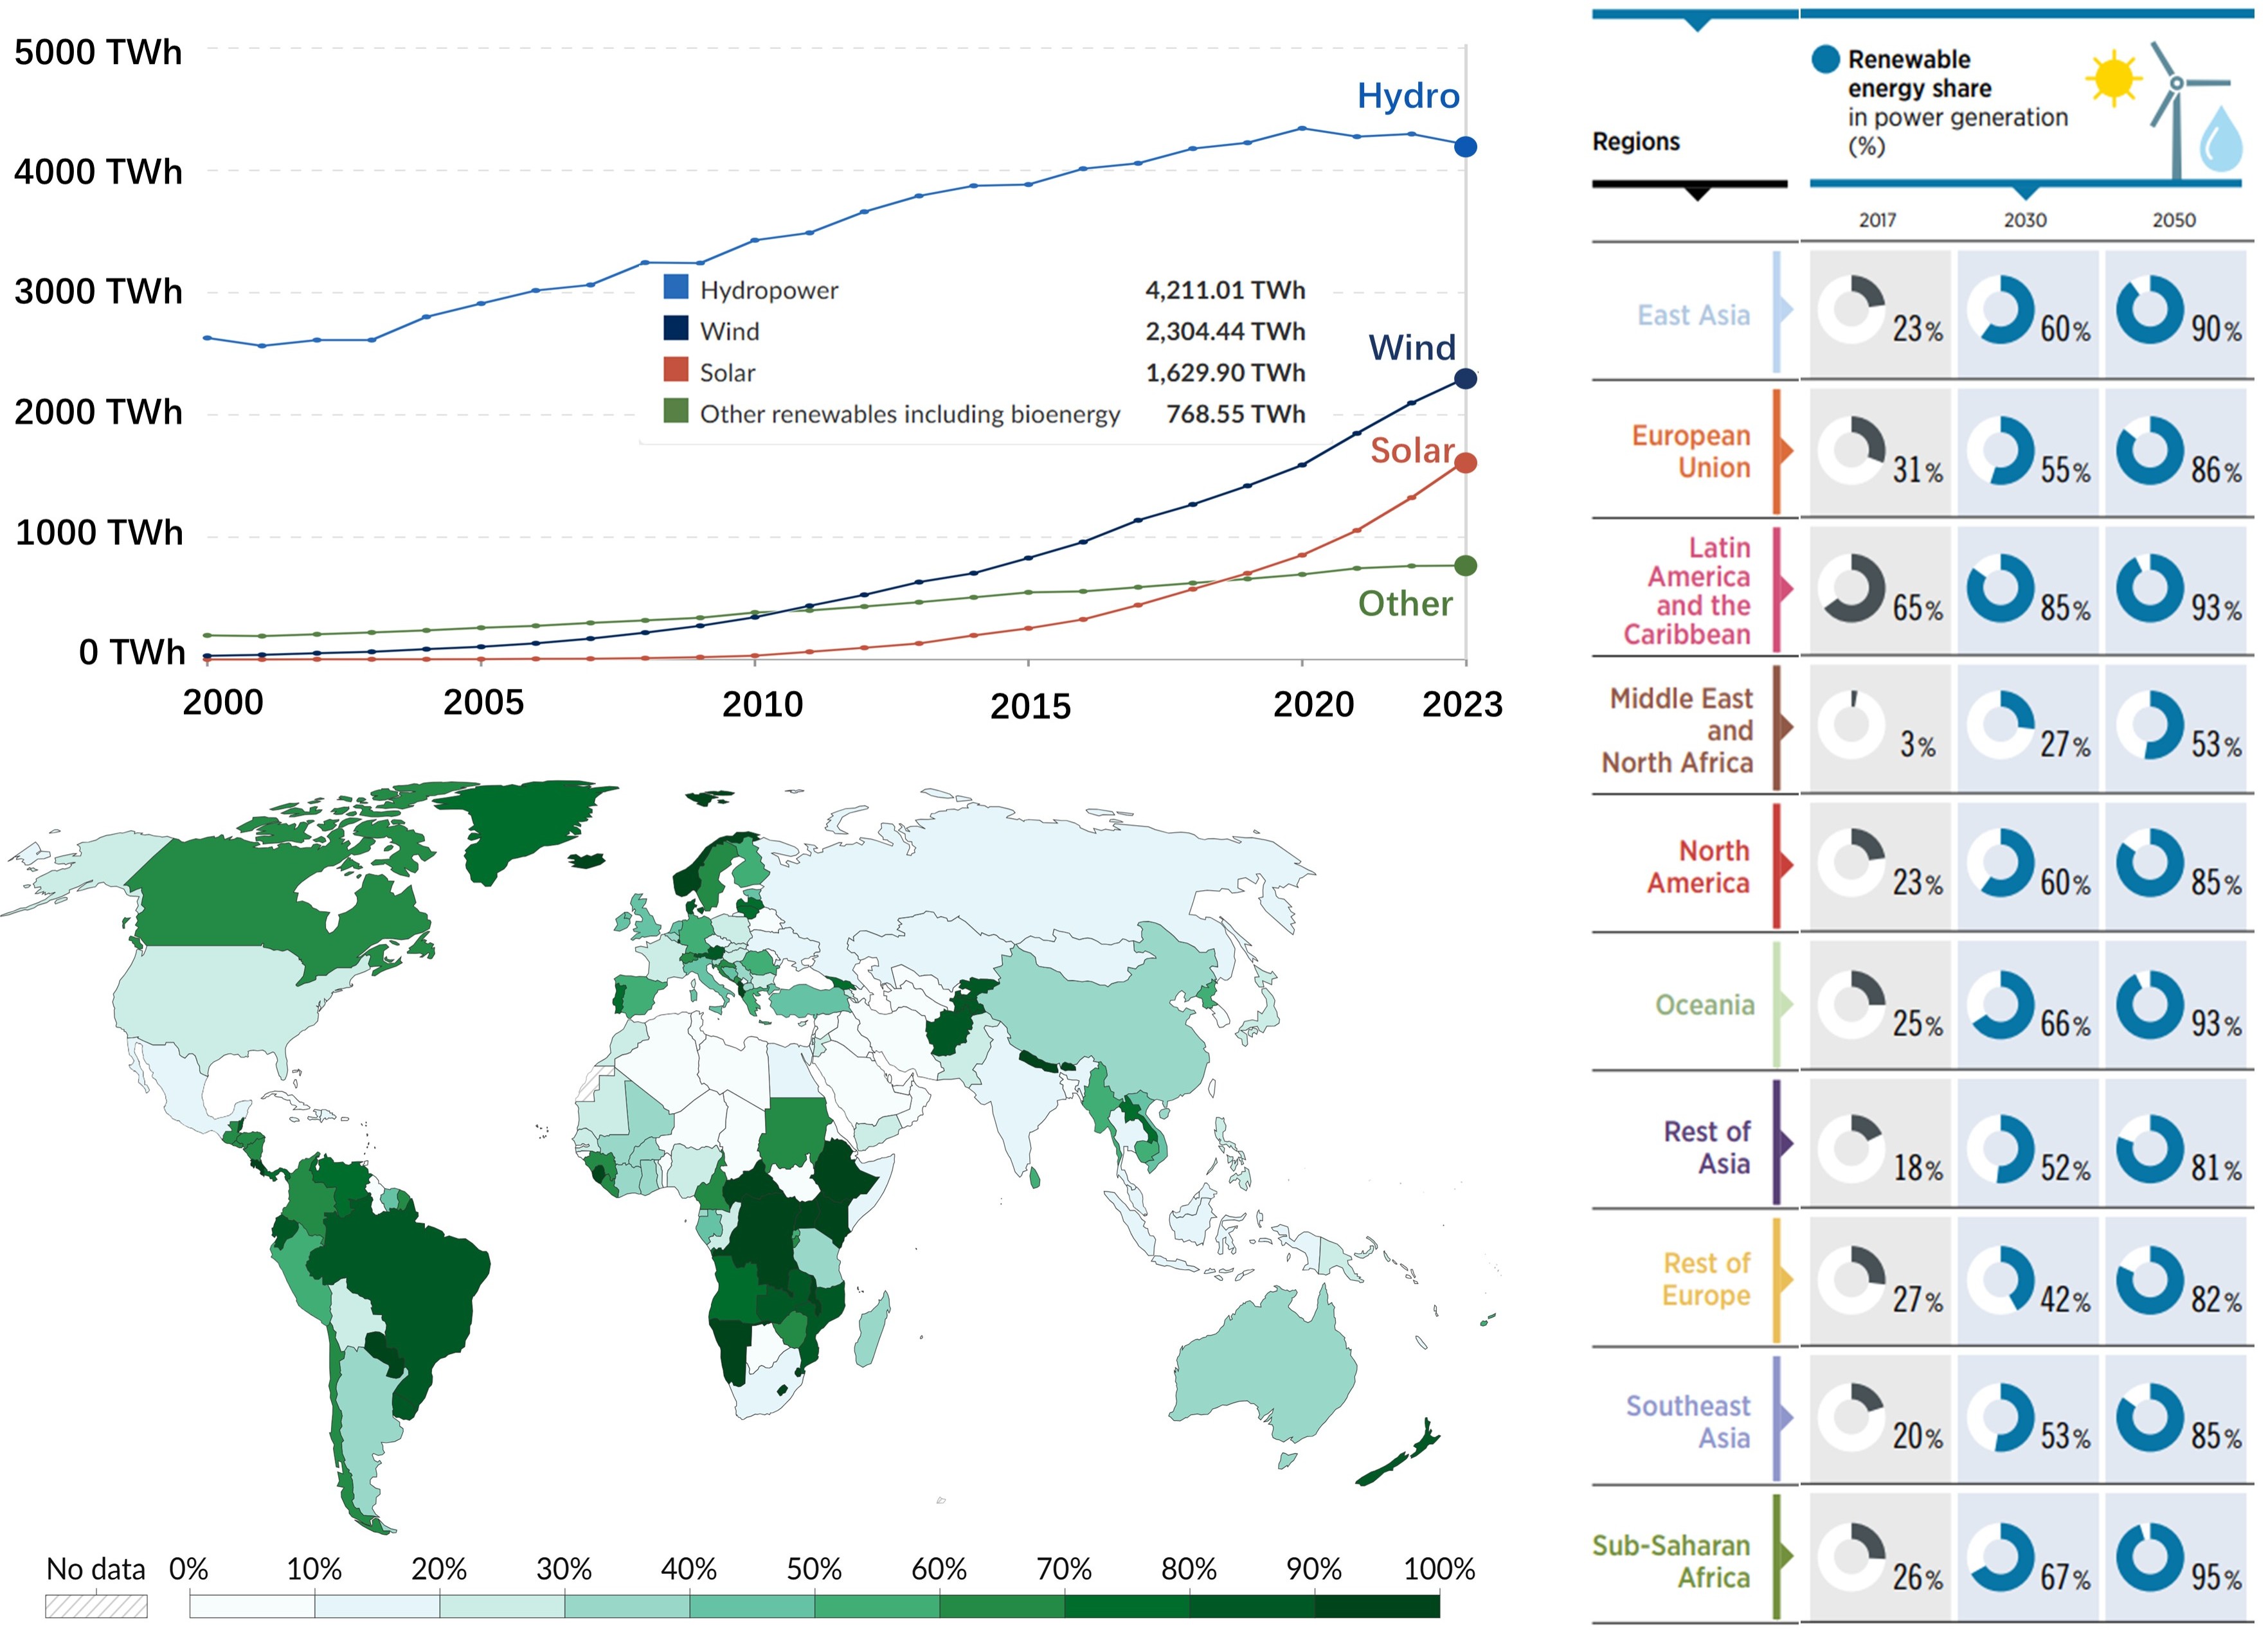 5000 TWh
4000 TWh
3000 TWh
2000 TWh
1000 TWh
0 TWh
Hydro
Wind
Solar
Other
Hydropower 4,211.01 TWh
Wind 2,304.44 TWh
Solar 1,629.90 TWh
Other renewables including bioenergy 768.55 TWh
2000 2005 2010 2015 2020 2023
No data 0% 10% 20% 30% 40% 50% 60% 70% 80% 90% 100%
Regions
Renewable
energy share
in power generation
(%)
2017 2030 2050
East Asia
23% 60% 90%
European
Union
31% 55% 86%
Latin
America
and the
Caribbean
65% 85% 93%
Middle East
and
North Africa
3% 27% 53%
North
America
23% 60% 85%
Oceania
25% 66% 93%
Rest of
Asia
18% 52% 81%
Rest of
Europe
27% 42% 82%
Southeast
Asia
20% 53% 85%
Sub-Saharan
Africa
26% 67% 95%